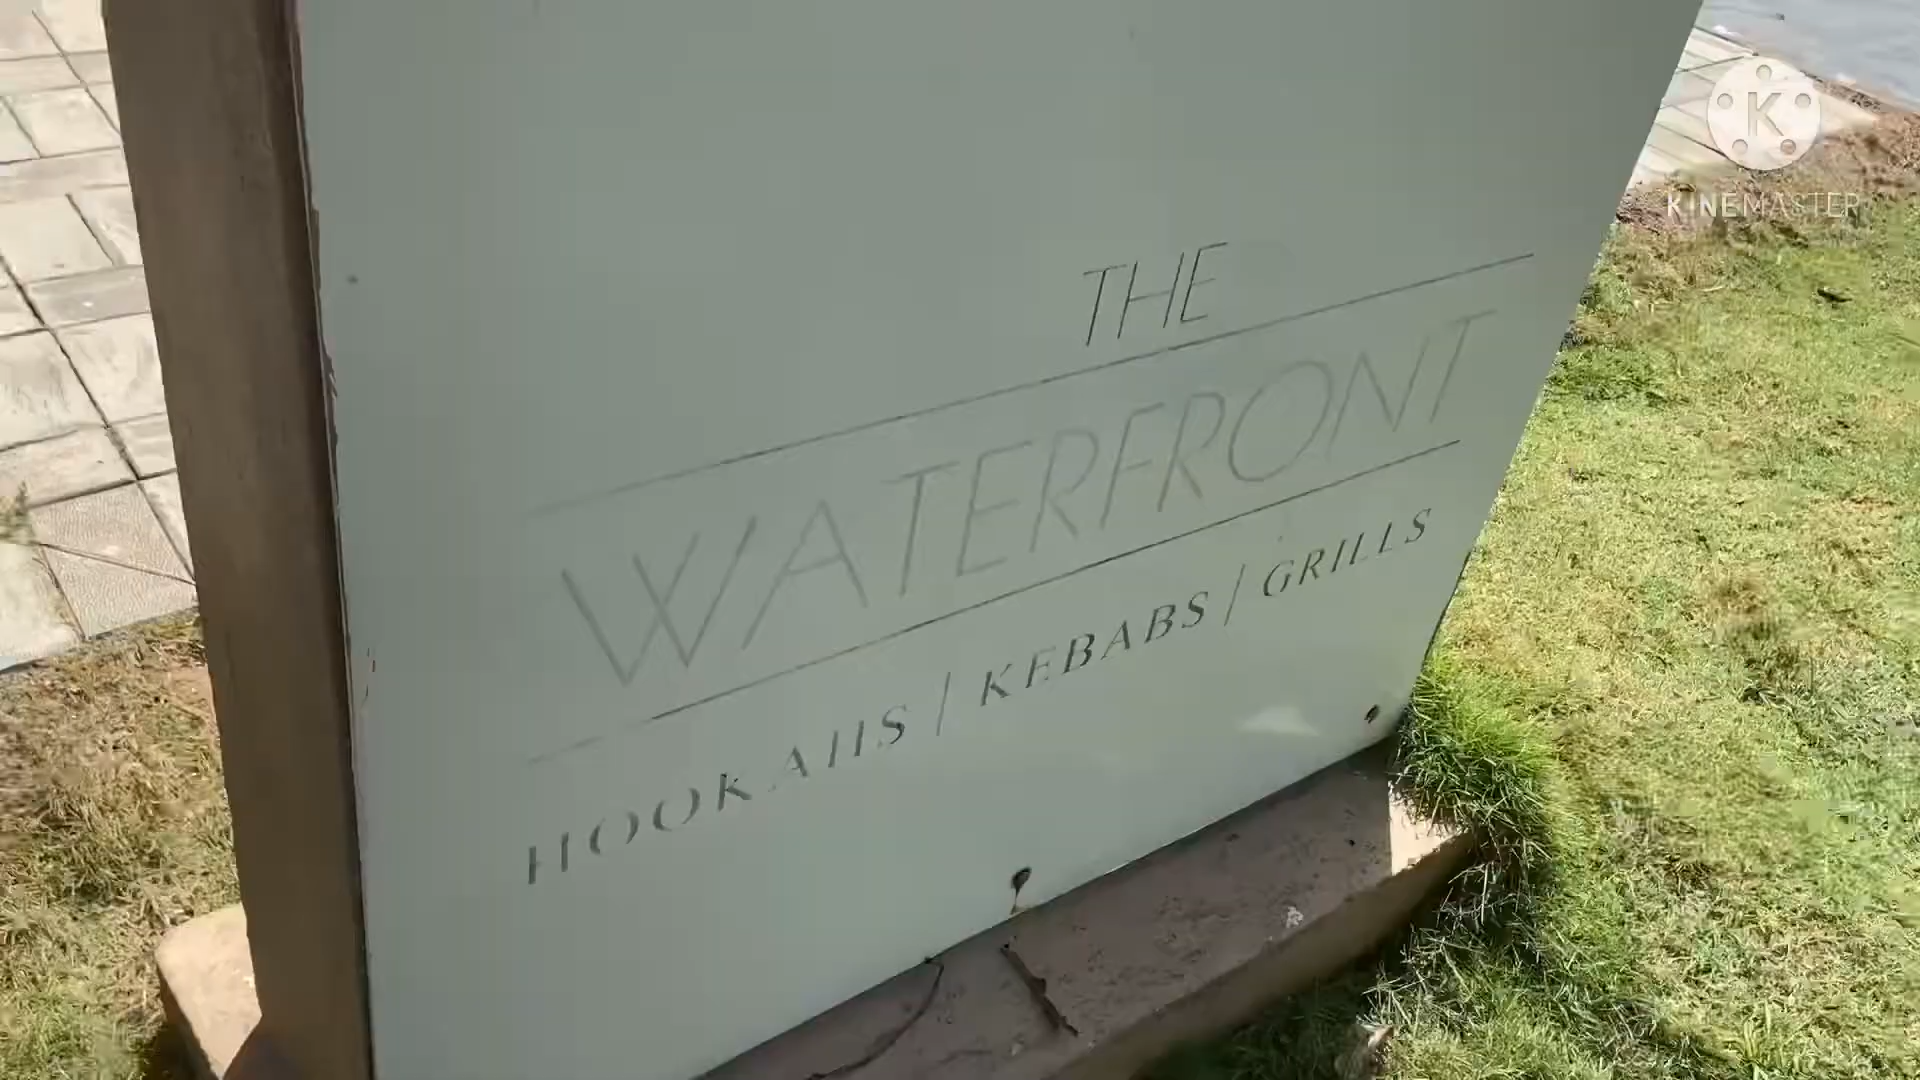 THE
WATERFRONT
HOOKAHS / KEBABS / GRILLS
K
KINEMASTER